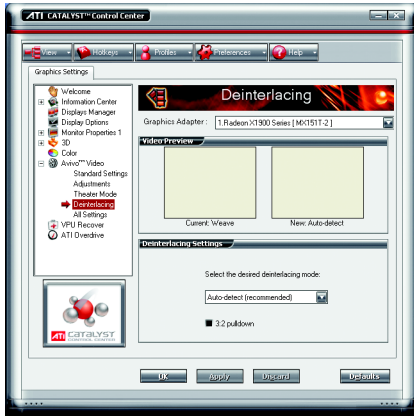 ATI CATALYST™ Control Center
View
Hotkeys
Profiles
Preferences
Help
Graphics Settings
Welcome
Information Center
Displays Manager
Display Options
Monitor Properties 1
3D
Color
Avivo™ Video
Standard Settings
Adjustments
Theater Mode
Deinterlacing
All Settings
VPU Recover
ATI Overdrive
ATI CATALYST
CONTROL CENTER
Deinterlacing
Graphics Adapter :
1.Radeon X1900 Series [ MX151T-2 ]
Video Preview
Current: Weave
New: Auto-detect
Deinterlacing Settings
Select the desired deinterlacing mode:
Auto-detect (recommended)
3:2 pulldown
OK
Apply
Discard
Defaults